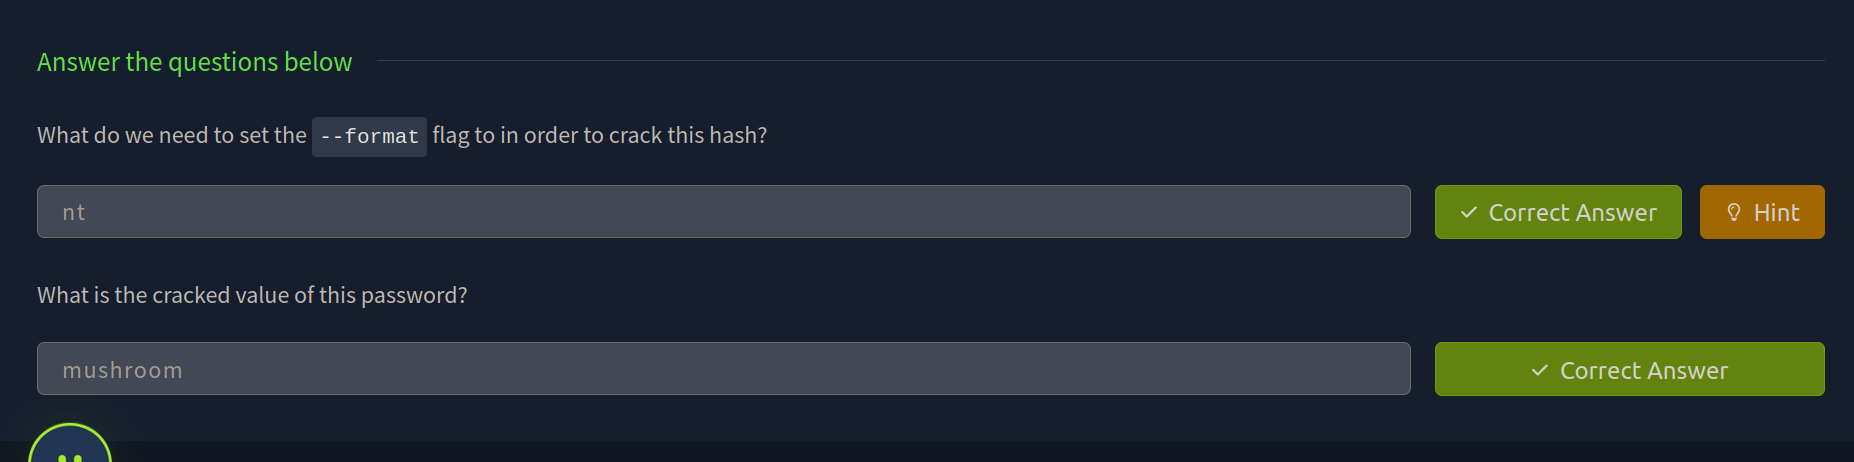 Answer the questions below
What do we need to set the --format flag to in order to crack this hash?
nt
Correct Answer
Hint
What is the cracked value of this password?
mushroom
Correct Answer